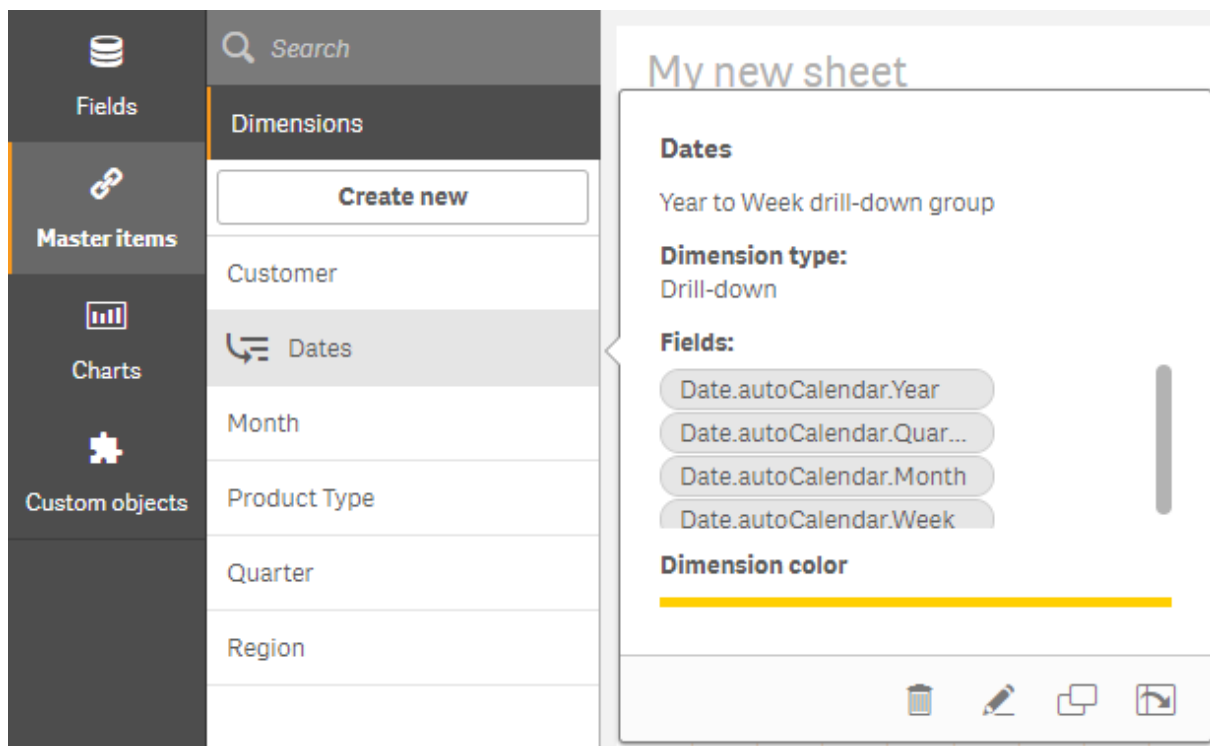 Fields
Master items
Charts
Custom objects
Search
Dimensions
Create new
Customer
Dates
Month
Product Type
Quarter
Region
My new sheet
Dates
Year to Week drill-down group
Dimension type:
Drill-down
Fields:
Date.autoCalendar.Year
Date.autoCalendar.Quar...
Date.autoCalendar.Month
Date.autoCalendar.Week
Dimension color